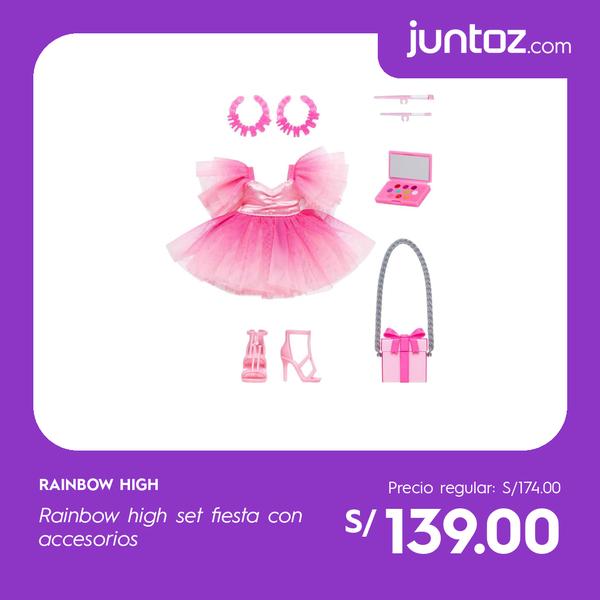 juntoz.com
RAINBOW HIGH
Rainbow high set fiesta con
accesorios
Precio regular: S/174.00
S/139.00